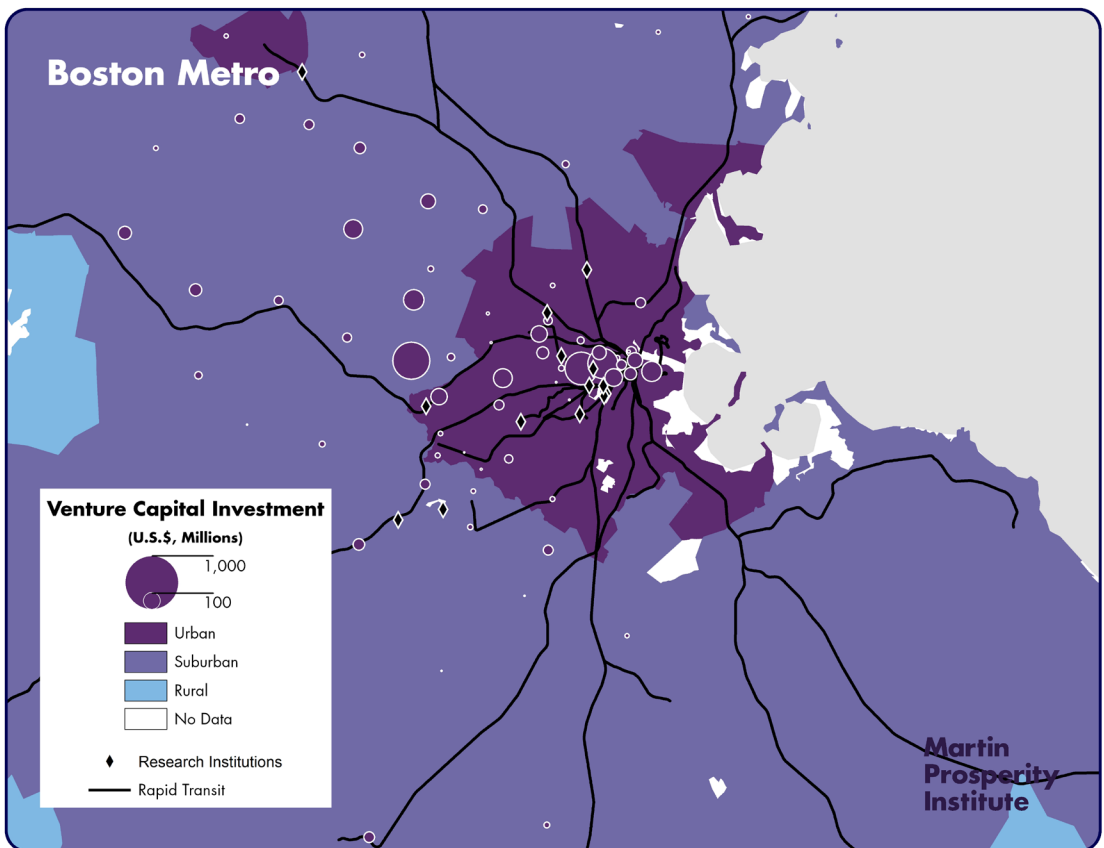 Boston Metro
Venture Capital Investment
(U.S.$, Millions)
1,000
100
Urban
Suburban
Rural
No Data
Research Institutions
Rapid Transit
Martin
Prosperity
Institute